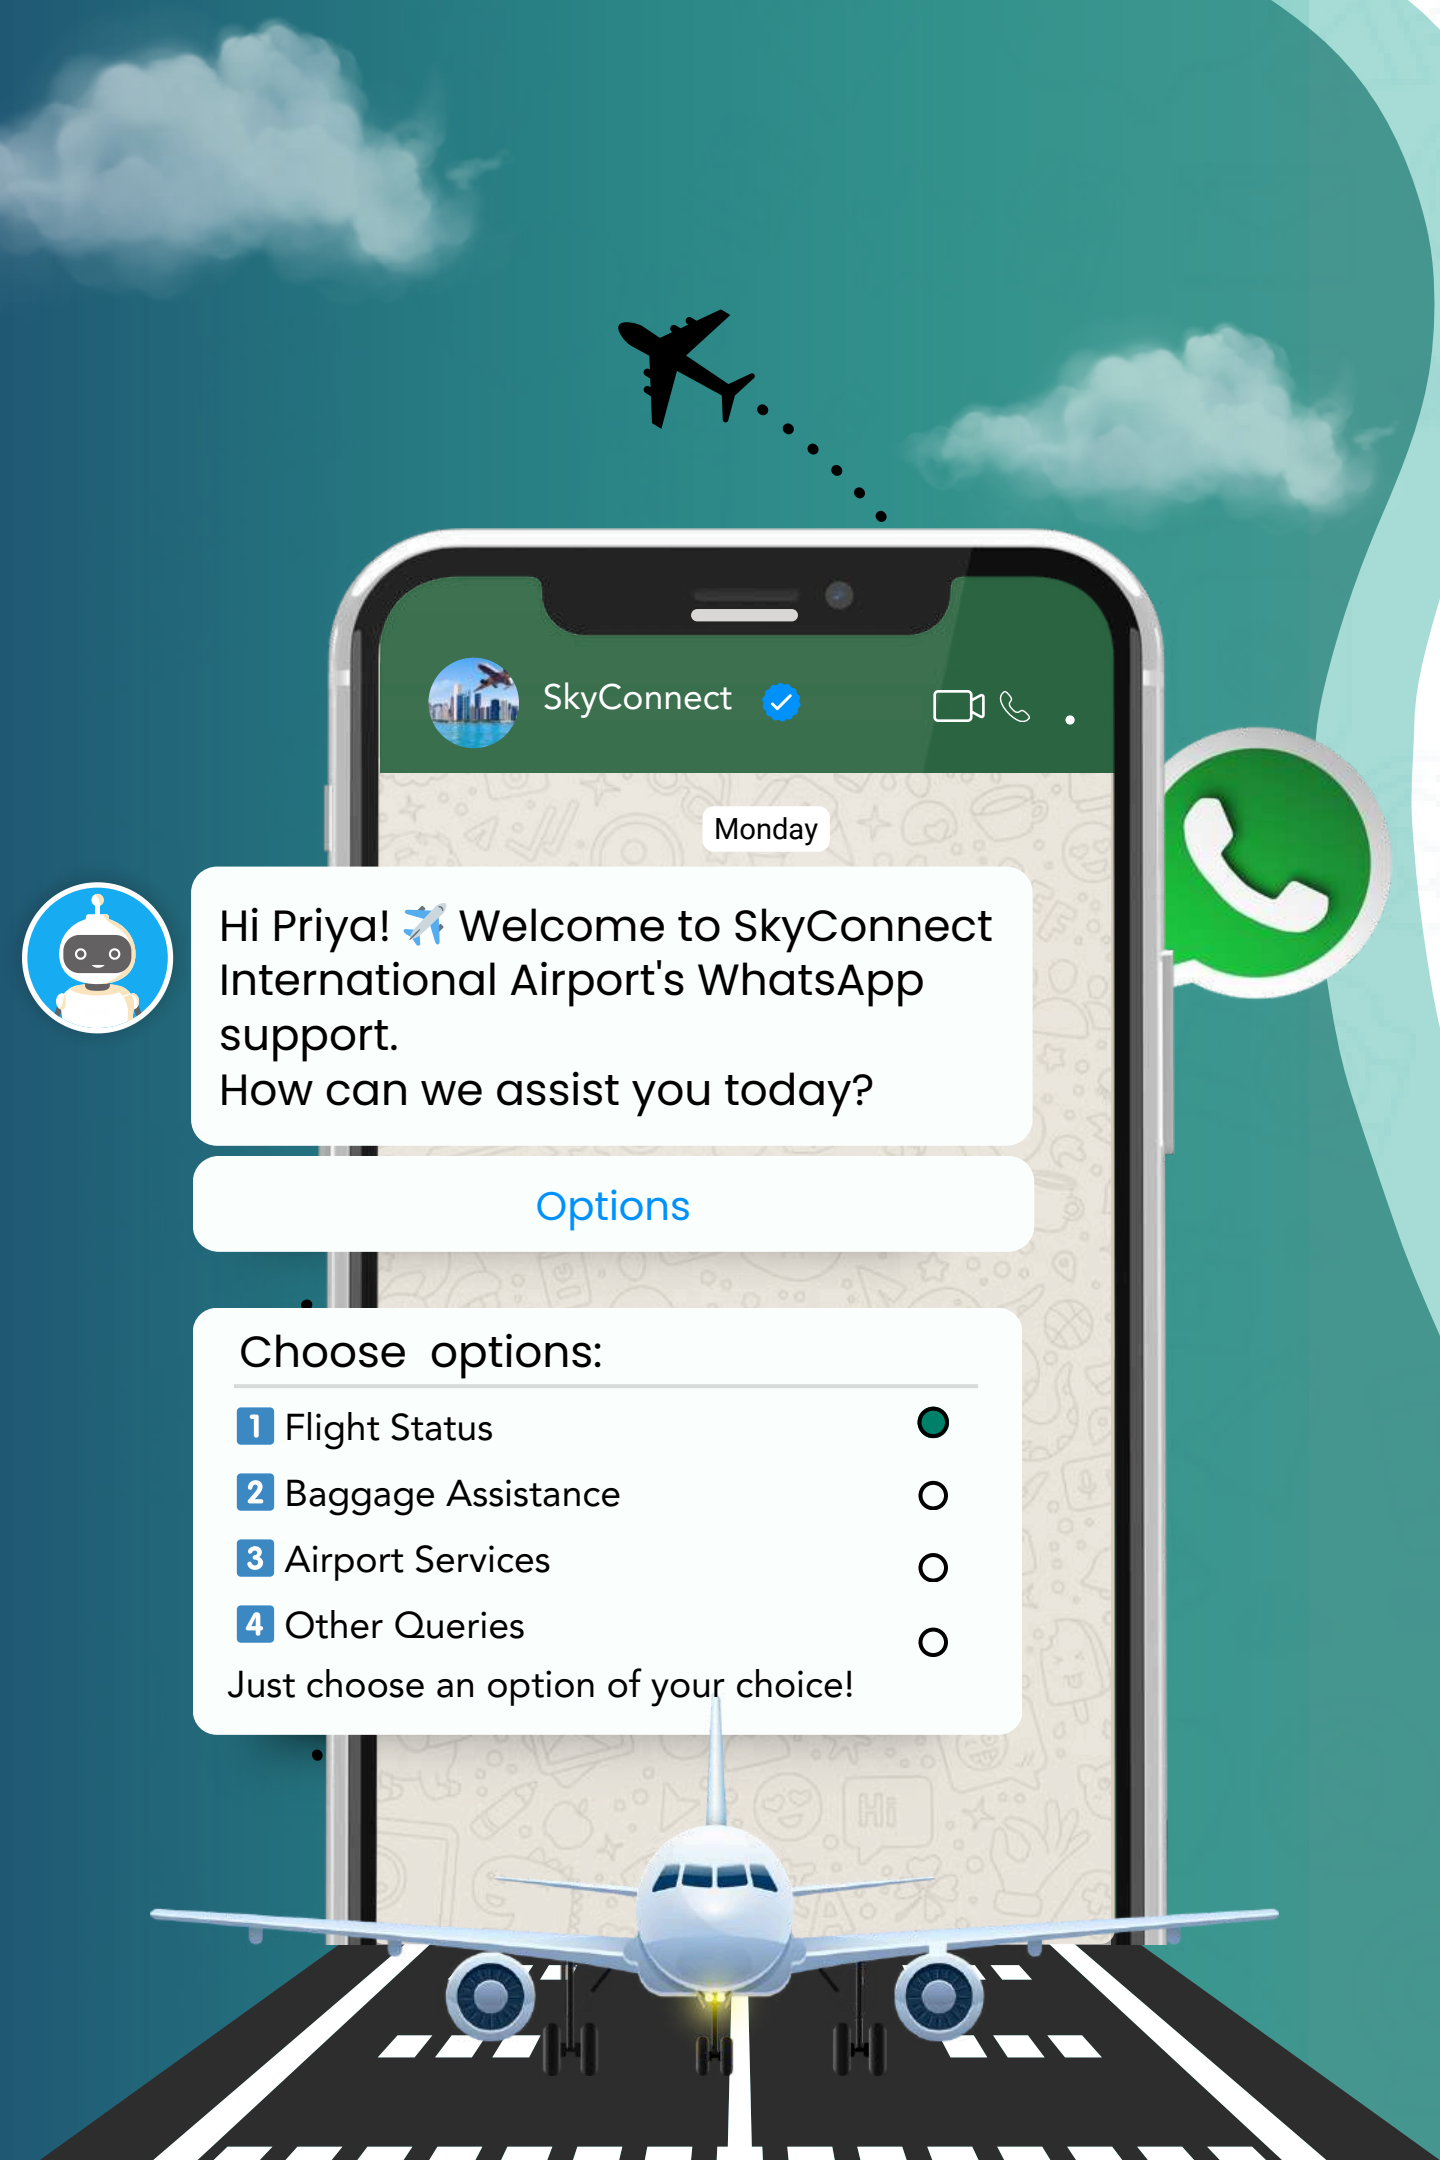 SkyConnect
Monday
Hi Priya! ✈️ Welcome to SkyConnect
International Airport's WhatsApp
support.
How can we assist you today?
Options
Choose options:
1 Flight Status
2 Baggage Assistance
3 Airport Services
4 Other Queries
Just choose an option of your choice!
Hi